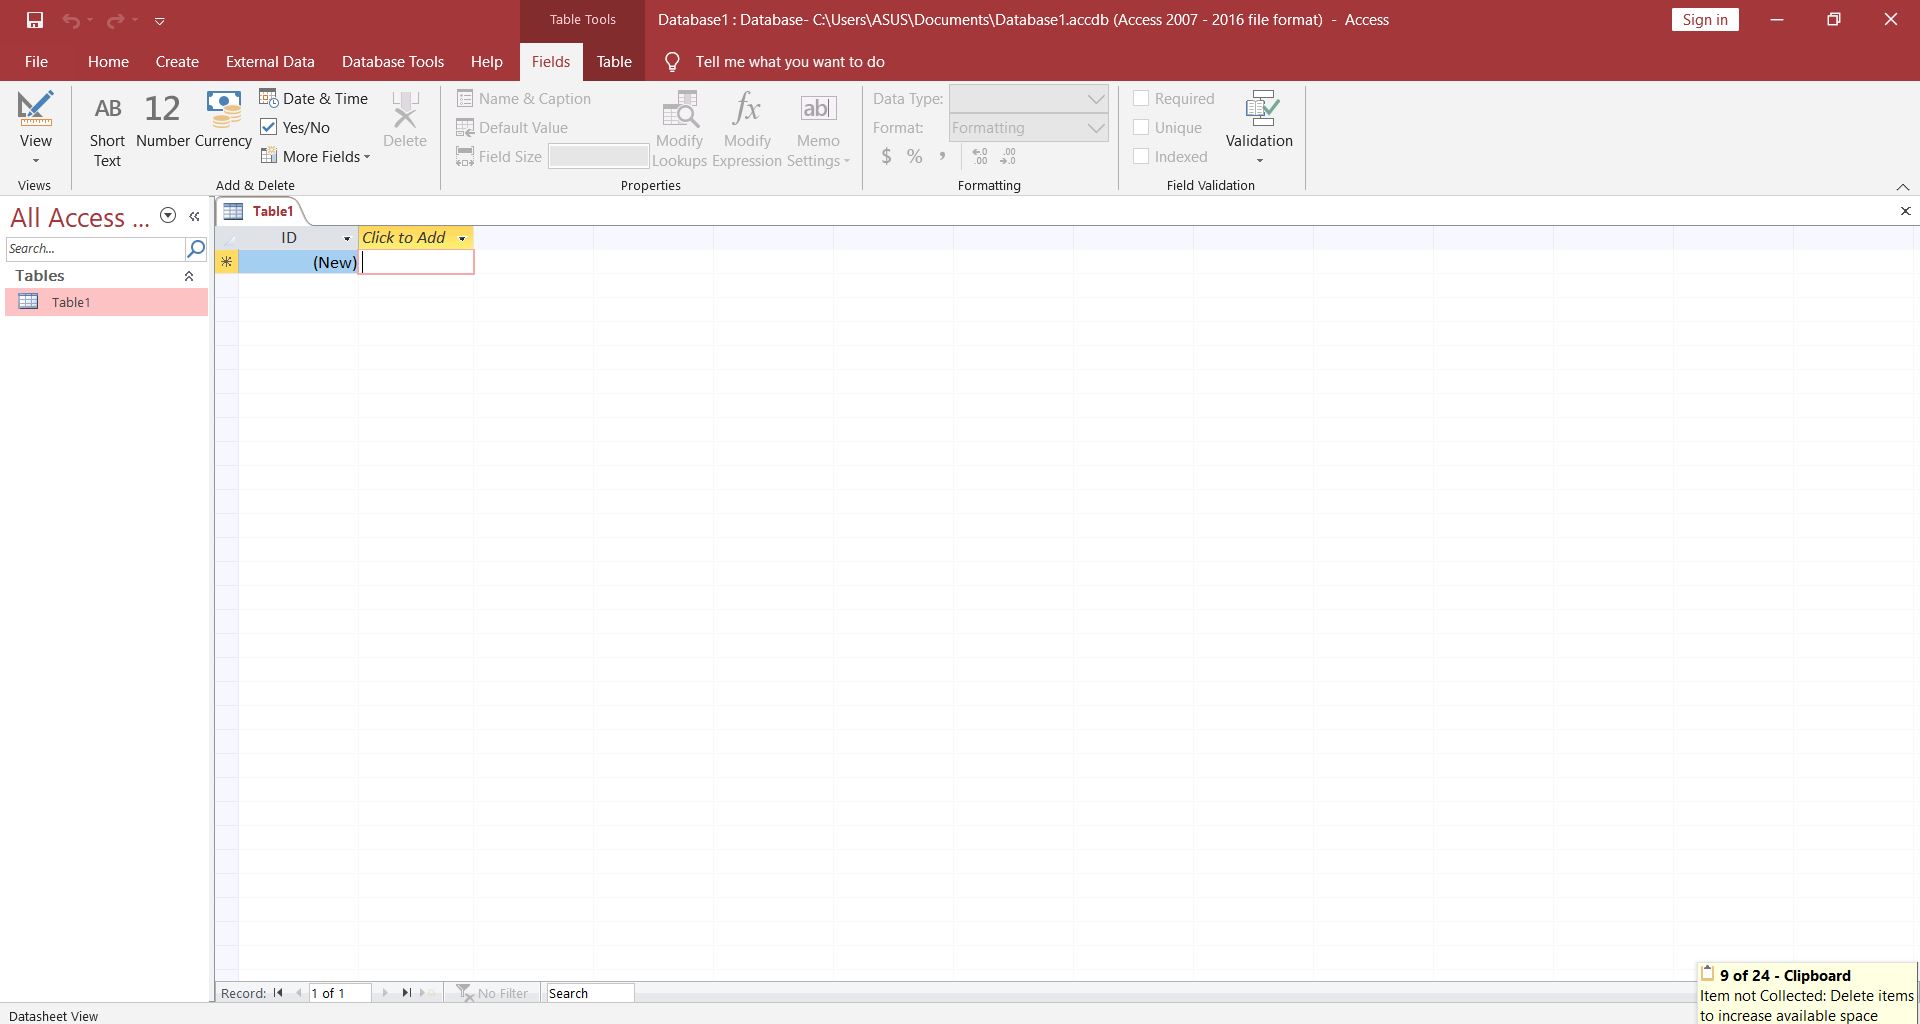 Table Tools
Database1 : Database- C:\Users\ASUS\Documents\Database1.accdb (Access 2007 - 2016 file format) - Access
Sign in
File
Home
Create
External Data
Database Tools
Help
Fields
Table
Tell me what you want to do
View
Views
AB
Short
Text
12
Number
Currency
Date & Time
Yes/No
More Fields
Delete
Add & Delete
Name & Caption
Default Value
Field Size
Modify
Lookups
fx
Modify
Expression
ab|
Memo
Settings
Properties
Data Type:
Format:
Formatting
$ % ,
←.0
.00
.00
→.0
Formatting
Required
Unique
Indexed
Validation
Field Validation
All Access ...
Search...
Tables
Table1
Table1
ID
Click to Add
(New)
Record:
1 of 1
No Filter
Search
Datasheet View
9 of 24 - Clipboard
Item not Collected: Delete items
to increase available space